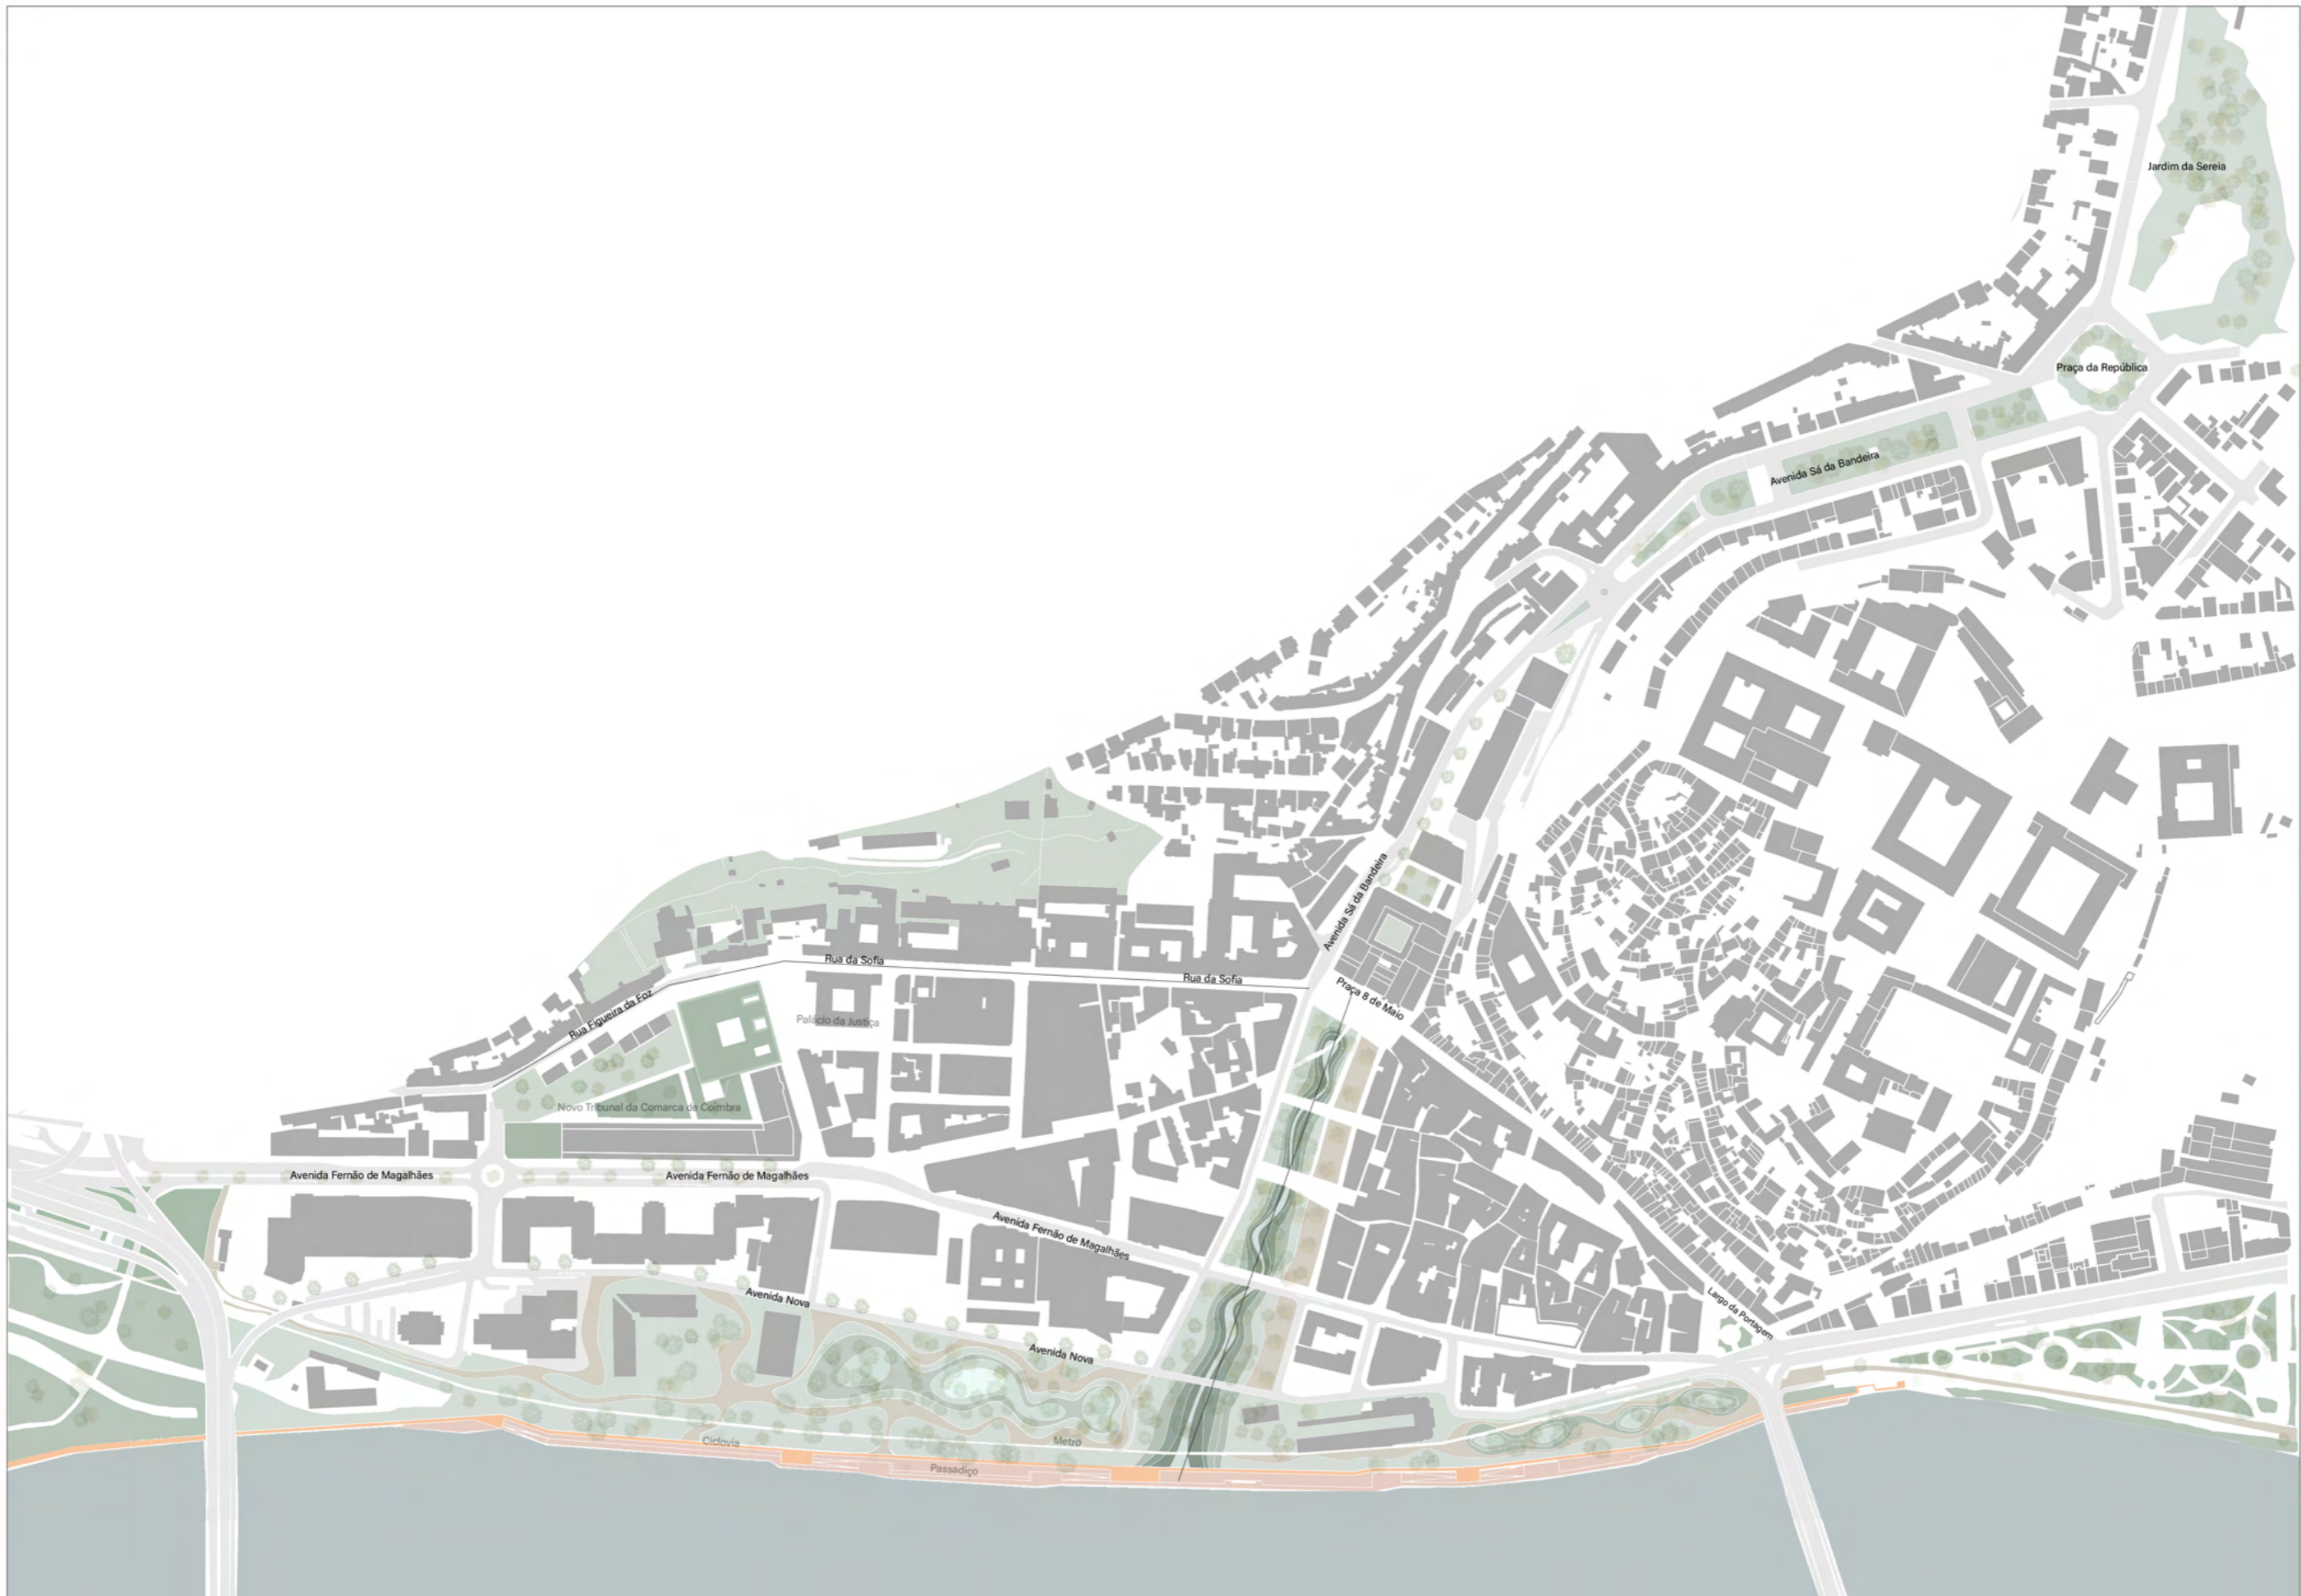 Jardim da Sereia
Praça da República
Avenida Sá da Bandeira
Avenida Sá da Bandeira
Rua da Sofia
Rua da Sofia
Praça 8 de Maio
Rua Figueira da Foz
Palácio da Justiça
Novo Tribunal da Comarca de Coimbra
Avenida Fernão de Magalhães
Avenida Fernão de Magalhães
Avenida Fernão de Magalhães
Avenida Nova
Largo da Portagem
Avenida Nova
Ciclovia
Metro
Passadiço